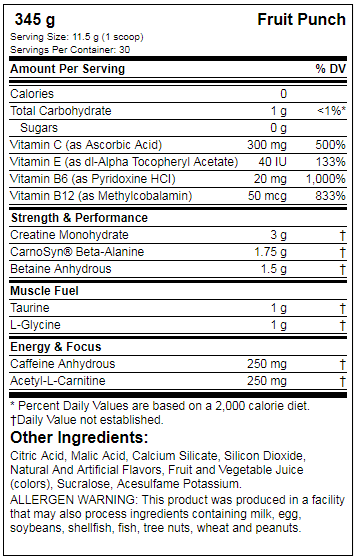 345 g Fruit Punch
Serving Size: 11.5 g (1 scoop)
Servings Per Container: 30
Amount Per Serving % DV
Calories 0
Total Carbohydrate 1 g <1%*
Sugars 0 g
Vitamin C (as Ascorbic Acid) 300 mg 500%
Vitamin E (as dl-Alpha Tocopheryl Acetate) 40 IU 133%
Vitamin B6 (as Pyridoxine HCI) 20 mg 1,000%
Vitamin B12 (as Methylcobalamin) 50 mcg 833%
Strength & Performance
Creatine Monohydrate 3 g †
CarnoSyn® Beta-Alanine 1.75 g †
Betaine Anhydrous 1.5 g †
Muscle Fuel
Taurine 1 g †
L-Glycine 1 g †
Energy & Focus
Caffeine Anhydrous 250 mg †
Acetyl-L-Carnitine 250 mg †
* Percent Daily Values are based on a 2,000 calorie diet.
†Daily Value not established.
Other Ingredients:
Citric Acid, Malic Acid, Calcium Silicate, Silicon Dioxide,
Natural And Artificial Flavors, Fruit and Vegetable Juice
(colors), Sucralose, Acesulfame Potassium.
ALLERGEN WARNING: This product was produced in a facility
that may also process ingredients containing milk, egg,
soybeans, shellfish, fish, tree nuts, wheat and peanuts.